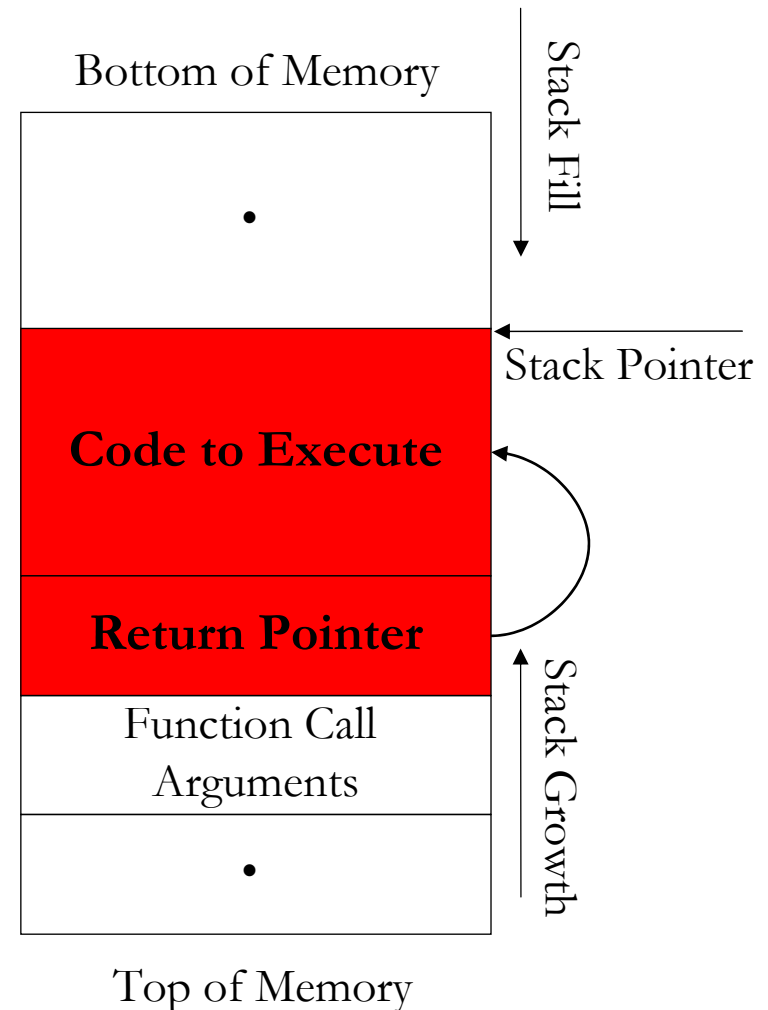 Bottom of Memory
Stack Fill
•
Stack Pointer
Code to Execute
Return Pointer
Function Call
Arguments
Stack Growth
•
Top of Memory